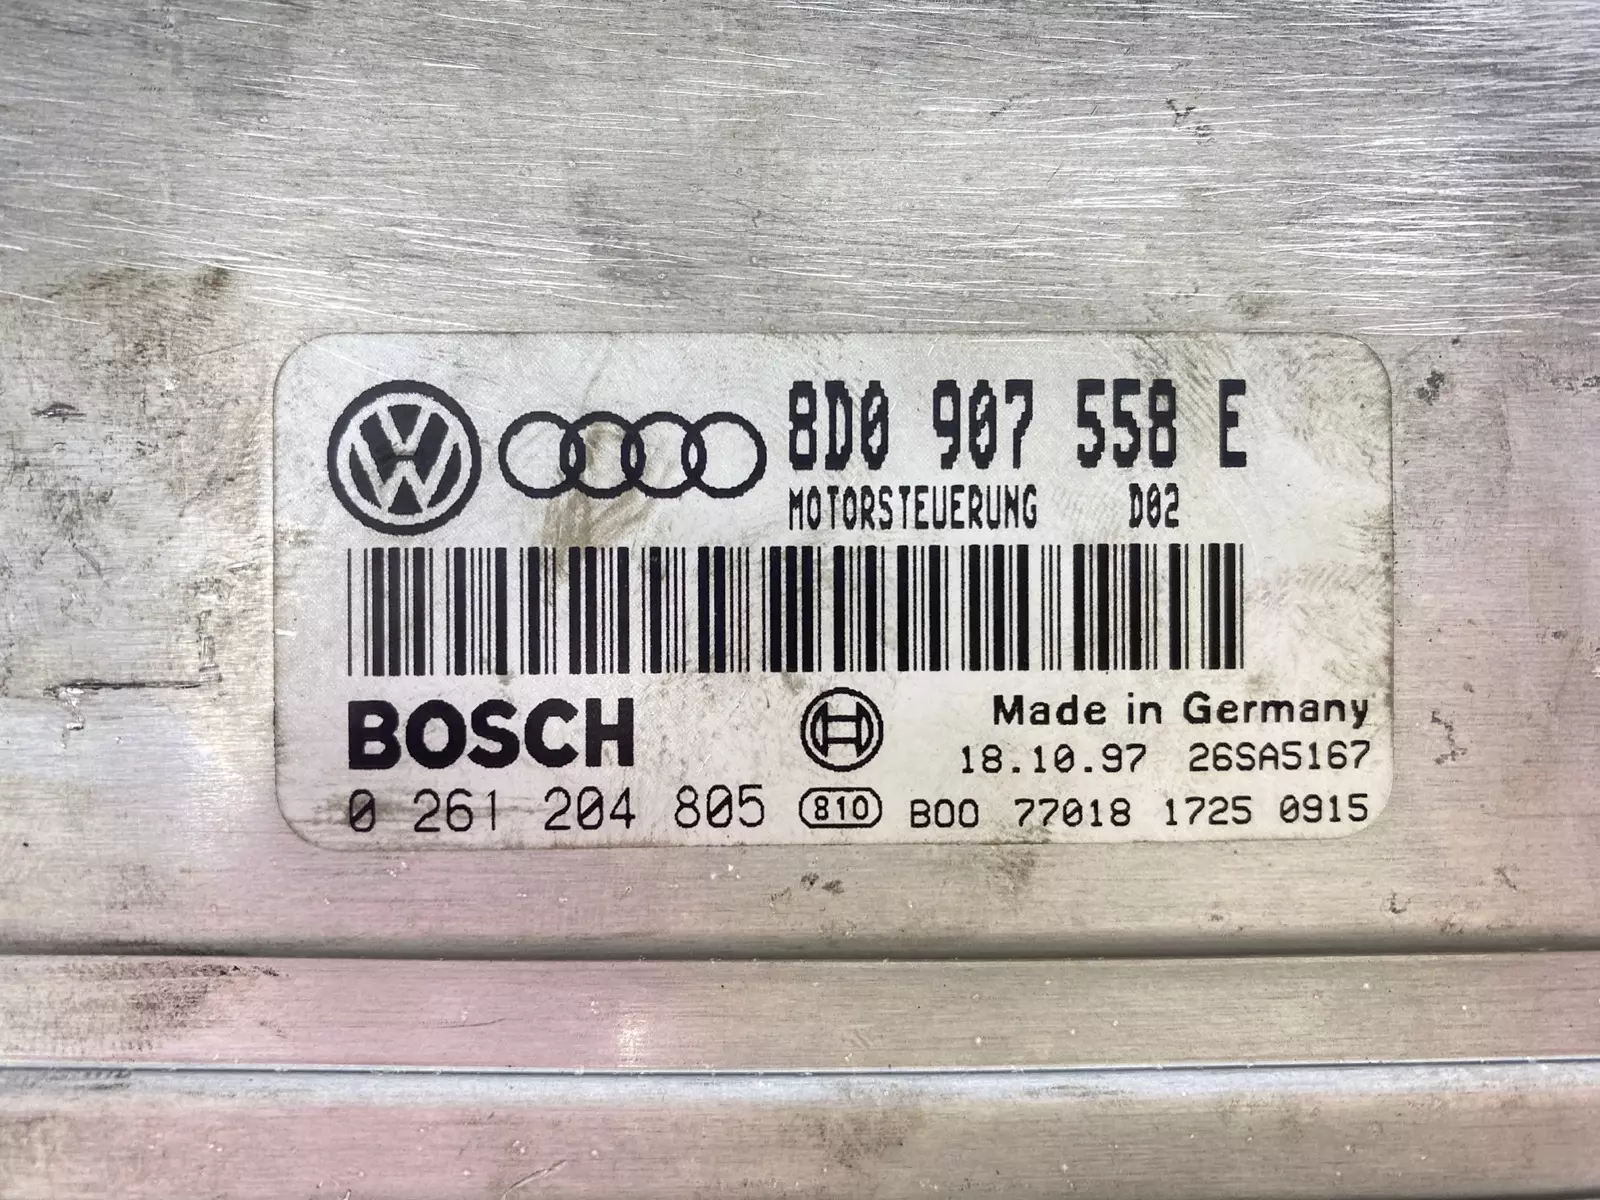 8D0 907 558 E
MOTORSTEUERUNG D02
BOSCH
Made in Germany
18.10.97 26SA5167
0 261 204 805 810 B00 77018 1725 0915